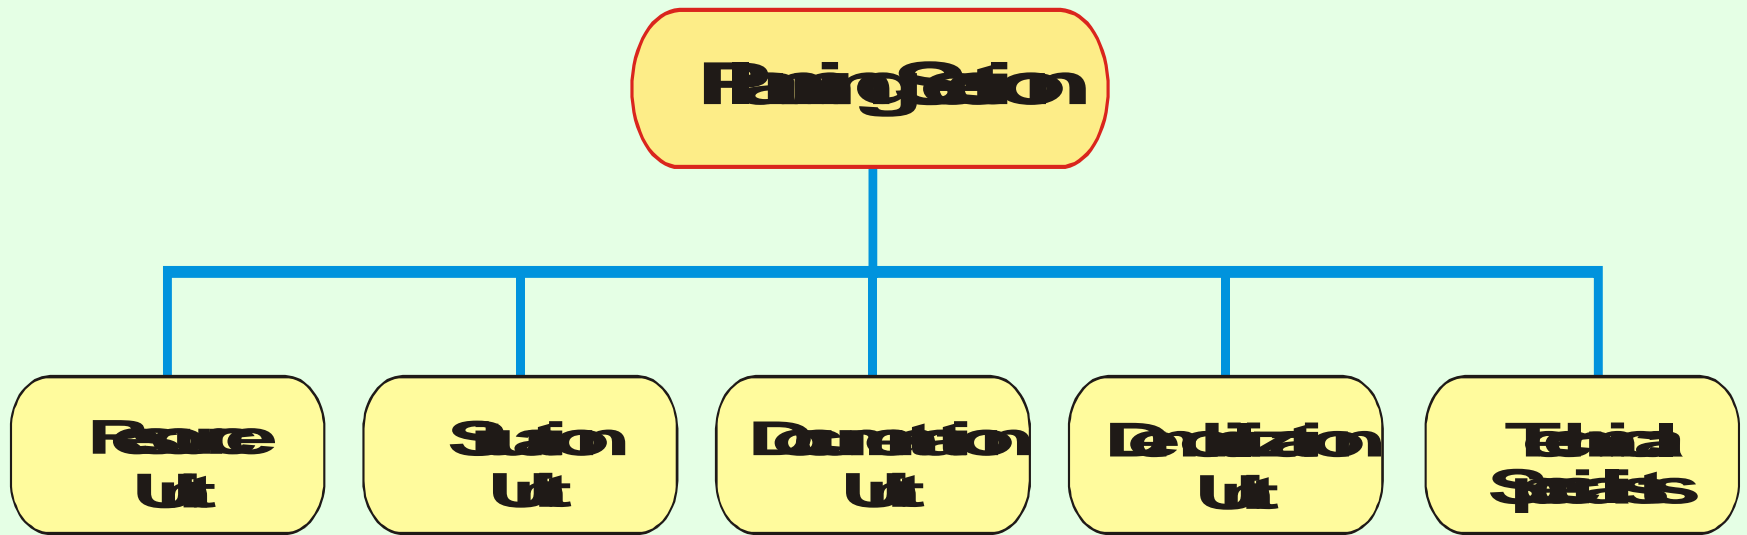 Planning Section
Resource
Unit
Situation
Unit
Documentation
Unit
Demobilization
Unit
Technical
Specialists